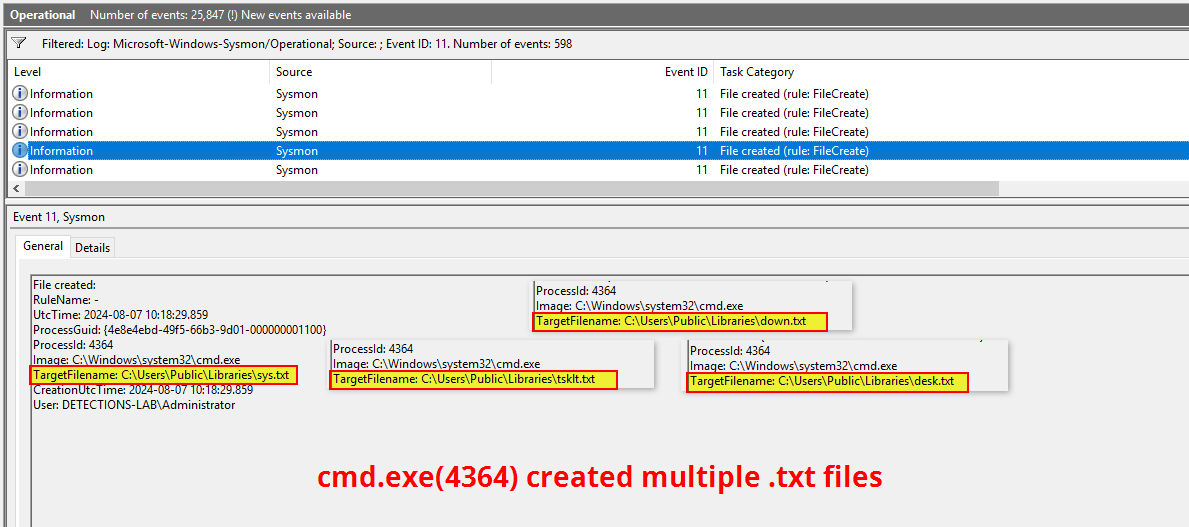 Operational Number of events: 25,847 (!) New events available
Filtered: Log: Microsoft-Windows-Sysmon/Operational; Source: ; Event ID: 11. Number of events: 598
Level Source Event ID Task Category
Information Sysmon 11 File created (rule: FileCreate)
Information Sysmon 11 File created (rule: FileCreate)
Information Sysmon 11 File created (rule: FileCreate)
Information Sysmon 11 File created (rule: FileCreate)
Information Sysmon 11 File created (rule: FileCreate)
Event 11, Sysmon
General Details
File created:
RuleName: -
UtcTime: 2024-08-07 10:18:29.859
ProcessGuid: {4e8e4ebd-49f5-66b3-9d01-000000001100}
ProcessId: 4364
Image: C:\Windows\system32\cmd.exe
TargetFilename: C:\Users\Public\Libraries\sys.txt
CreationUtcTime: 2024-08-07 10:18:29.859
User: DETECTIONS-LAB\Administrator
ProcessId: 4364
Image: C:\Windows\system32\cmd.exe
TargetFilename: C:\Users\Public\Libraries\down.txt
ProcessId: 4364
Image: C:\Windows\system32\cmd.exe
TargetFilename: C:\Users\Public\Libraries\tsklt.txt
ProcessId: 4364
Image: C:\Windows\system32\cmd.exe
TargetFilename: C:\Users\Public\Libraries\desk.txt
cmd.exe(4364) created multiple .txt files